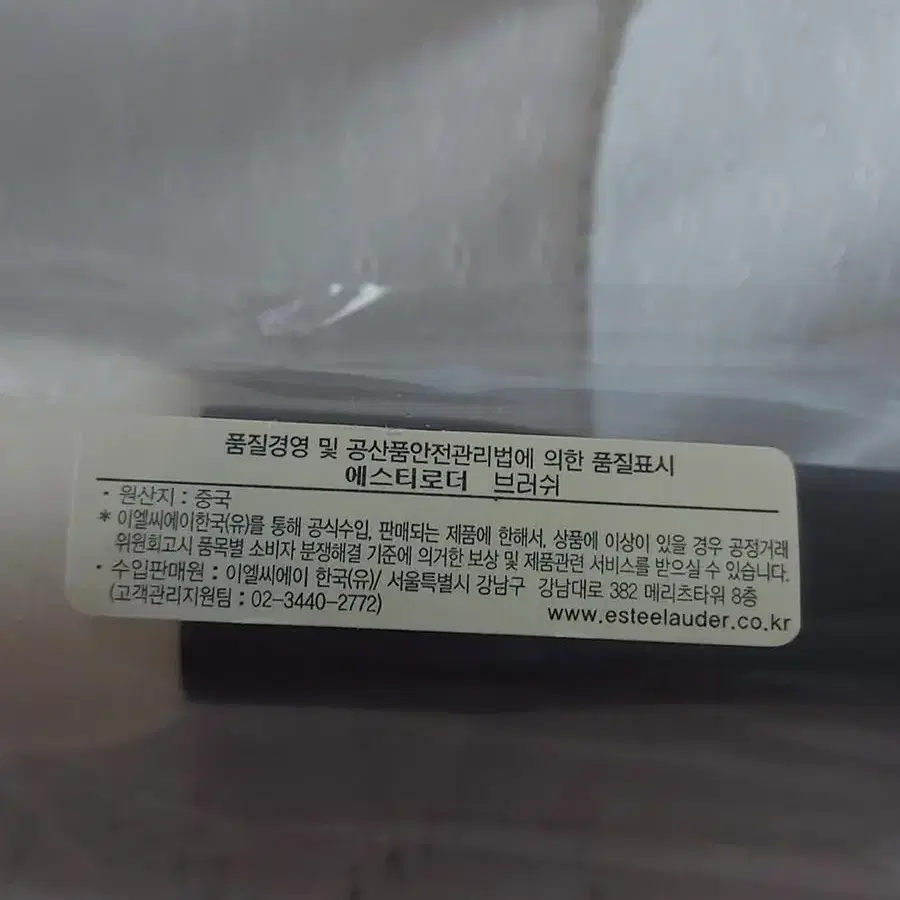 품질경영 및 공산품안전관리법에 의한 품질표시
에스티로더 브러쉬
· 원산지 : 중국
* 이엘씨에이한국(유)를 통해 공식수입, 판매되는 제품에 한해서, 상품에 이상이 있을 경우 공정거래
위원회고시 품목별 소비자 분쟁해결 기준에 의거한 보상 및 제품관련 서비스를 받으실 수 있습니다.
· 수입판매원 : 이엘씨에이 한국(유)/ 서울특별시 강남구 강남대로 382 메리츠타워 8층
(고객관리지원팀 : 02-3440-2772)
www.esteelauder.co.kr